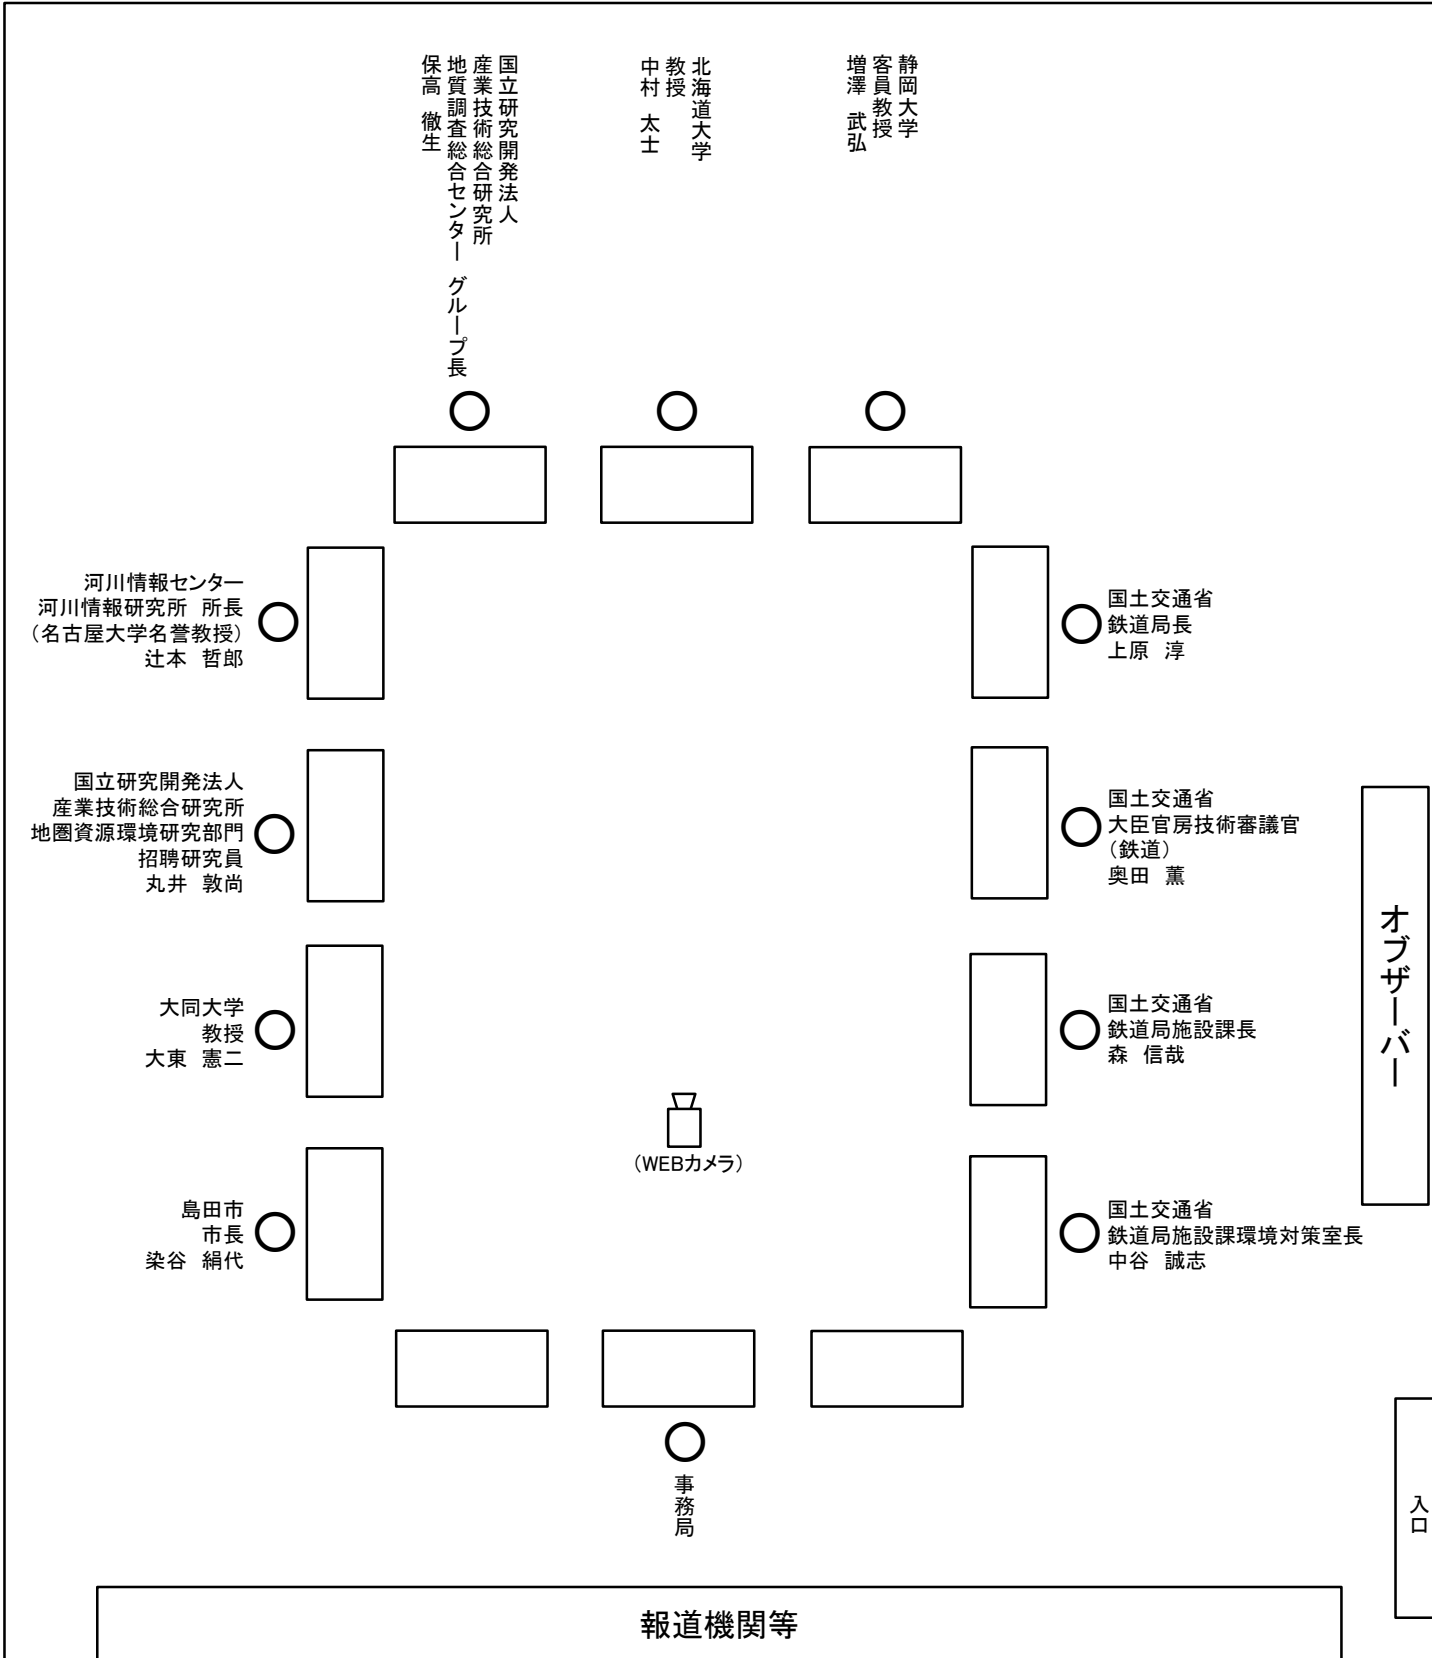 静岡大学
客員教授
増澤 武弘
北海道大学
教授
中村 太士
国立研究開発法人
産業技術総合研究所
地質調査総合センター グループ長
保高 徹生
河川情報センター
河川情報研究所 所長
（名古屋大学名誉教授）
辻本 哲郎
国立研究開発法人
産業技術総合研究所
地圏資源環境研究部門
招聘研究員
丸井 敦尚
大同大学
教授
大東 憲二
島田市
市長
染谷 絹代
国土交通省
鉄道局長
上原 淳
国土交通省
大臣官房技術審議官
（鉄道）
奥田 薫
国土交通省
鉄道局施設課長
森 信哉
国土交通省
鉄道局施設課環境対策室長
中谷 誠志
オブザーバー
（WEBカメラ）
事務局
入口
報道機関等